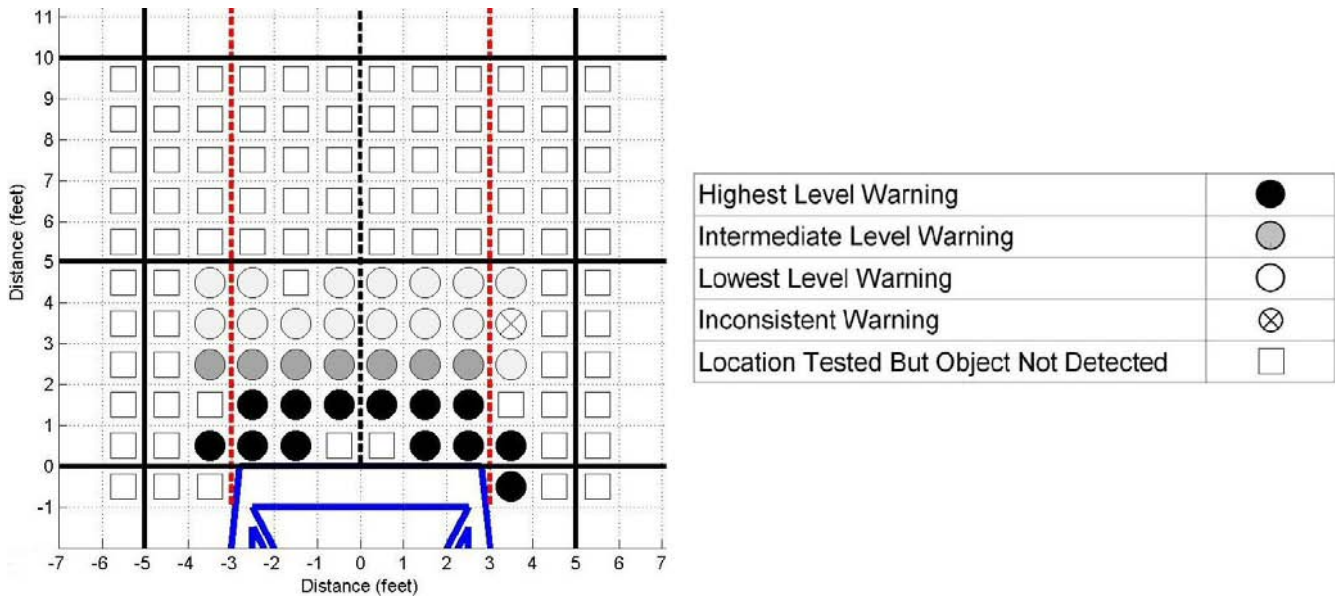 11
10
9
8
7
6
5
4
3
2
1
0
-1
Distance (feet)
-7 -6 -5 -4 -3 -2 -1 0 1 2 3 4 5 6 7
Distance (feet)
Highest Level Warning
Intermediate Level Warning
Lowest Level Warning
Inconsistent Warning
Location Tested But Object Not Detected